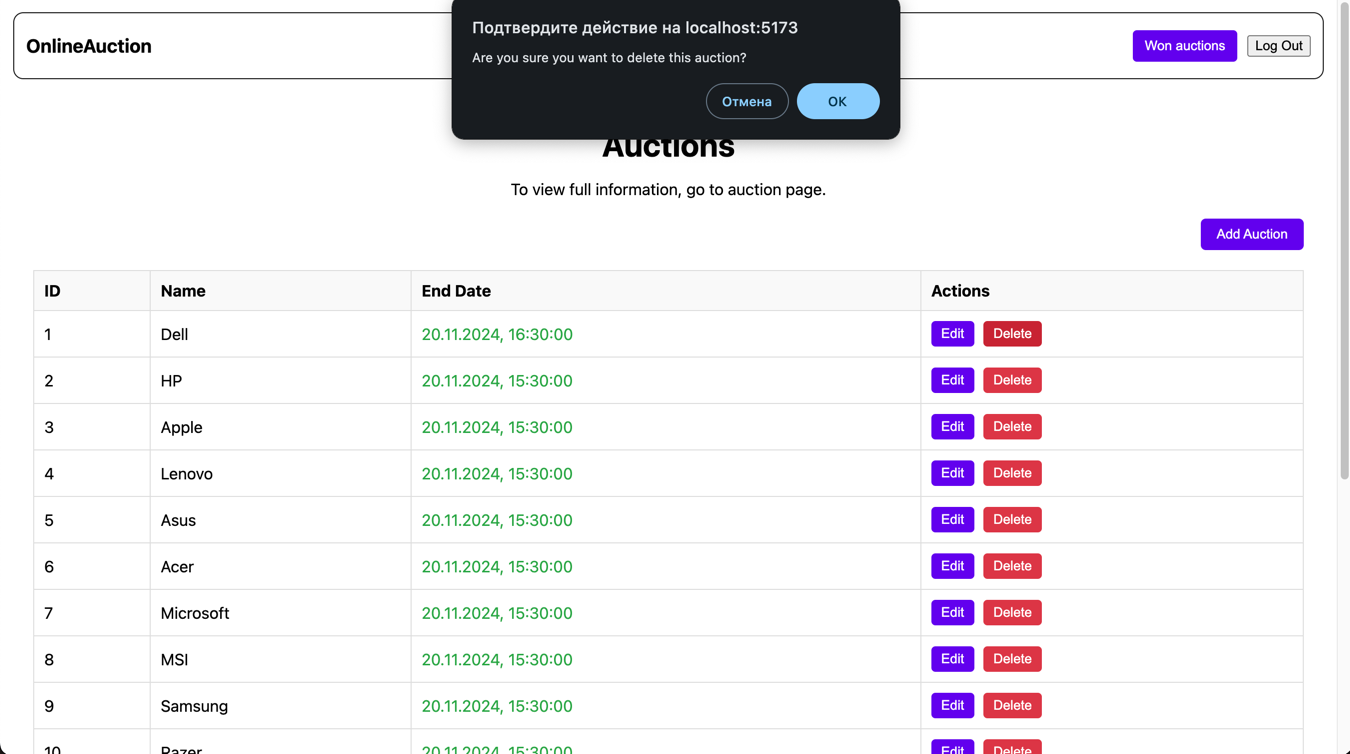 Подтвердите действие на localhost:5173
Are you sure you want to delete this auction?
Отмена OK
OnlineAuction Won auctions Log Out
Auctions
To view full information, go to auction page.
Add Auction
ID Name End Date Actions
1 Dell 20.11.2024, 16:30:00 Edit Delete
2 HP 20.11.2024, 15:30:00 Edit Delete
3 Apple 20.11.2024, 15:30:00 Edit Delete
4 Lenovo 20.11.2024, 15:30:00 Edit Delete
5 Asus 20.11.2024, 15:30:00 Edit Delete
6 Acer 20.11.2024, 15:30:00 Edit Delete
7 Microsoft 20.11.2024, 15:30:00 Edit Delete
8 MSI 20.11.2024, 15:30:00 Edit Delete
9 Samsung 20.11.2024, 15:30:00 Edit Delete
10 Razer 20.11.2024, 15:30:00 Edit Delete